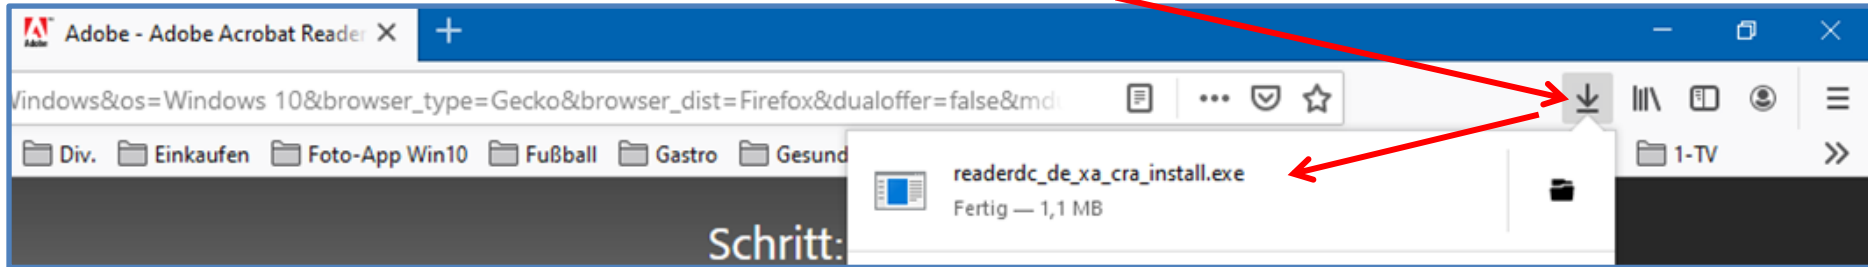 Adobe - Adobe Acrobat Reader
Windows&os=Windows 10&browser_type=Gecko&browser_dist=Firefox&dualoffer=false&md
Div. Einkaufen Foto-App Win10 Fußball Gastro Gesund 1-TV
readerdc_de_xa_cra_install.exe
Fertig — 1,1 MB
Schritt: